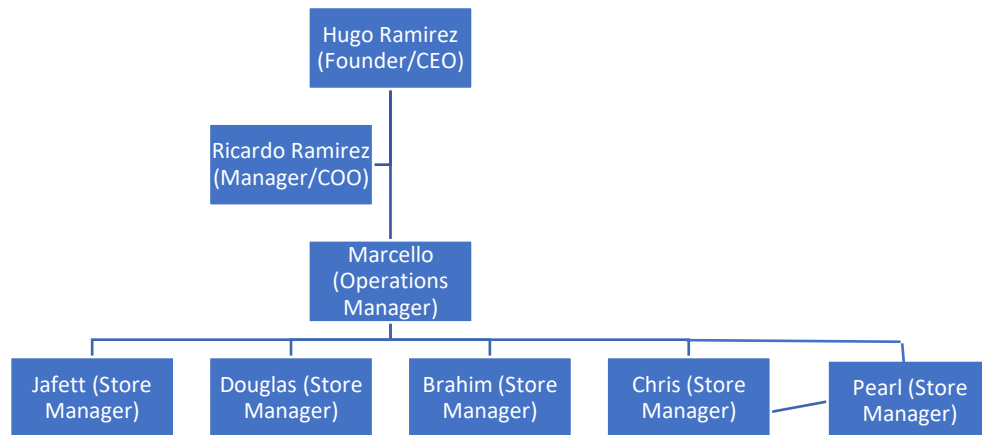 Hugo Ramirez
(Founder/CEO)
Ricardo Ramirez
(Manager/COO)
Marcello
(Operations
Manager)
Jafett (Store
Manager)
Douglas (Store
Manager)
Brahim (Store
Manager)
Chris (Store
Manager)
Pearl (Store
Manager)